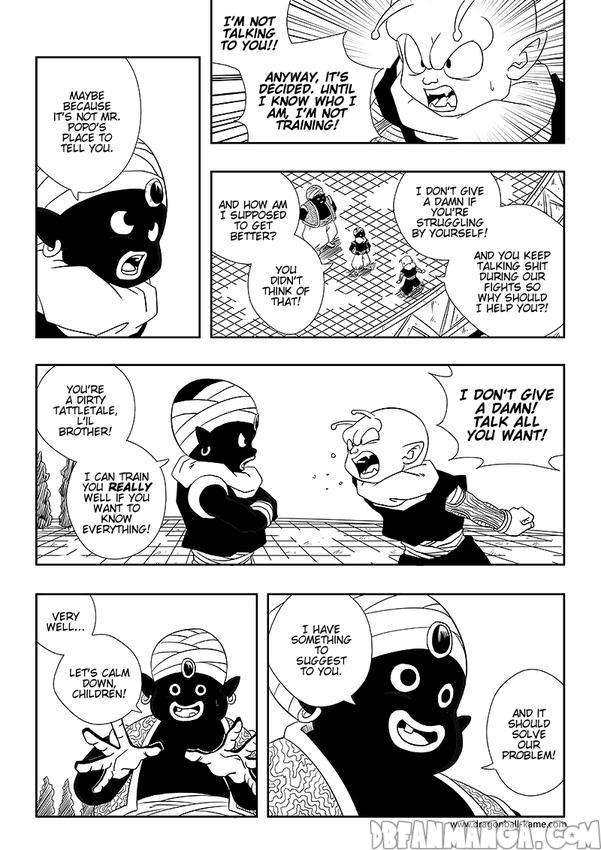 I'M NOT
TALKING
TO YOU!!
ANYWAY, IT'S
DECIDED. UNTIL
I KNOW WHO I
AM, I'M NOT
TRAINING!
MAYBE
BECAUSE
IT'S NOT MR.
POPO'S
PLACE TO
TELL YOU.
AND HOW AM
I SUPPOSED
TO GET
BETTER?
YOU
DIDN'T
THINK OF
THAT!
I DON'T GIVE
A DAMN IF
YOU'RE
STRUGGLING
BY YOURSELF!
AND YOU KEEP
TALKING SHIT
DURING OUR
FIGHTS SO
WHY SHOULD
I HELP YOU?!
YOU'RE
A DIRTY
TATTLETALE,
L'IL
BROTHER!
I CAN TRAIN
YOU REALLY
WELL IF YOU
WANT TO
KNOW
EVERYTHING!
I DON'T GIVE
A DAMN!
TALK ALL
YOU WANT!
VERY
WELL...
LET'S CALM
DOWN,
CHILDREN!
I HAVE
SOMETHING
TO
SUGGEST
TO YOU.
AND IT
SHOULD
SOLVE
OUR
PROBLEM!
www.dragonball-kame.com
DBFANMANGA.COM